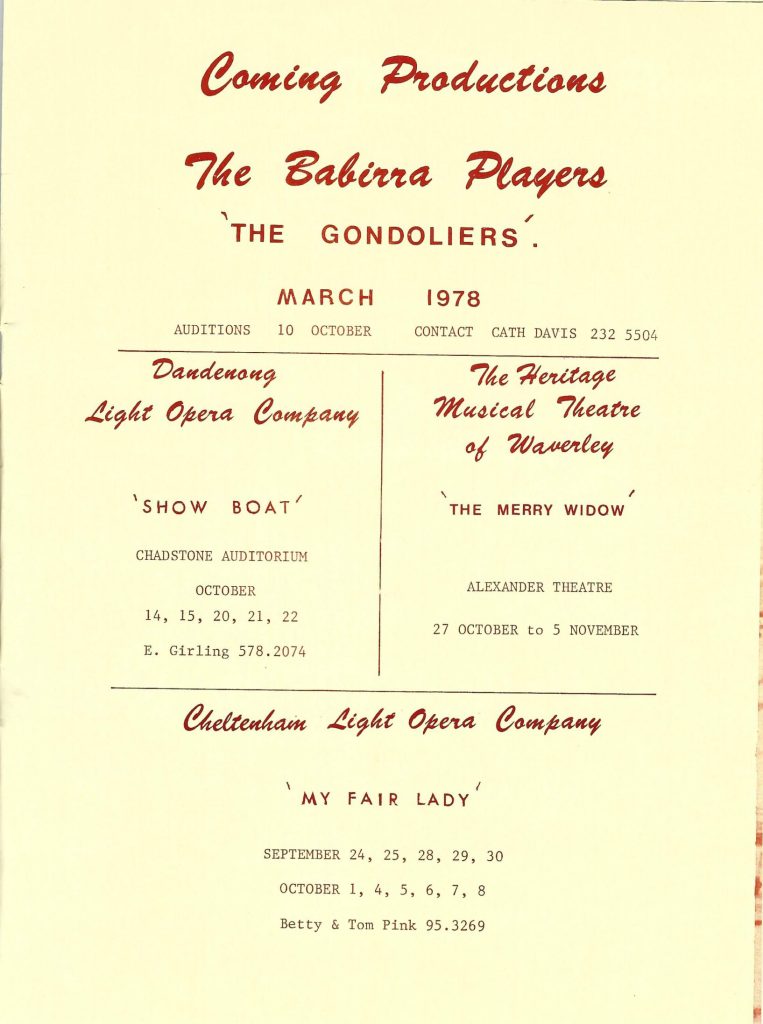 Coming Productions
The Babirra Players
'THE GONDOLIERS'.
MARCH 1978
AUDITIONS 10 OCTOBER CONTACT CATH DAVIS 232 5504
Dandenong
Light Opera Company
'SHOW BOAT'
CHADSTONE AUDITORIUM
OCTOBER
14, 15, 20, 21, 22
E. Girling 578.2074
The Heritage
Musical Theatre
of Waverley
'THE MERRY WIDOW'
ALEXANDER THEATRE
27 OCTOBER to 5 NOVEMBER
Cheltenham Light Opera Company
'MY FAIR LADY'
SEPTEMBER 24, 25, 28, 29, 30
OCTOBER 1, 4, 5, 6, 7, 8
Betty & Tom Pink 95.3269